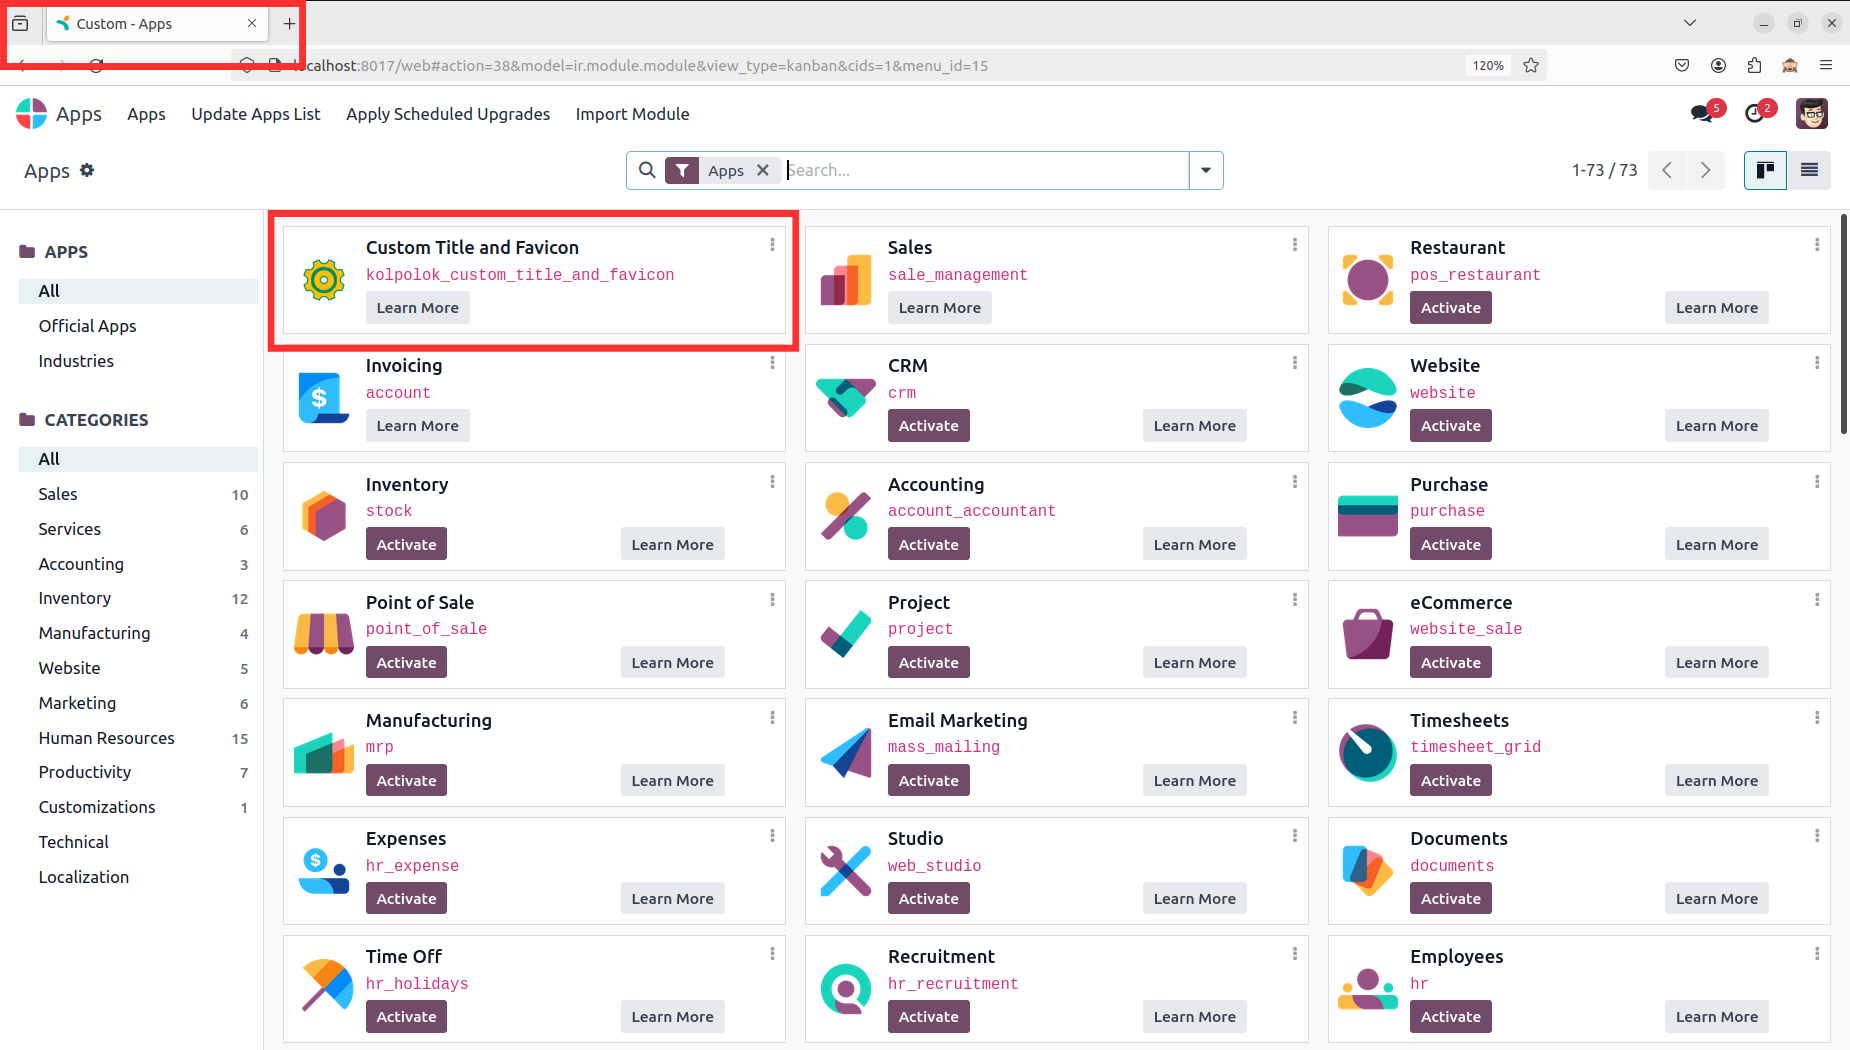 Custom - Apps
localhost:8017/web#action=38&model=ir.module.module&view_type=kanban&cids=1&menu_id=15
120%
Apps
Apps
Update Apps List
Apply Scheduled Upgrades
Import Module
5
2
Apps
Apps
Search...
1-73 / 73
APPS
All
Official Apps
Industries
CATEGORIES
All
Sales 10
Services 6
Accounting 3
Inventory 12
Manufacturing 4
Website 5
Marketing 6
Human Resources 15
Productivity 7
Customizations 1
Technical
Localization
Custom Title and Favicon
kolpolok_custom_title_and_favicon
Learn More
Sales
sale_management
Learn More
Restaurant
pos_restaurant
Activate Learn More
Invoicing
account
Learn More
CRM
crm
Activate Learn More
Website
website
Activate Learn More
Inventory
stock
Activate Learn More
Accounting
account_accountant
Activate Learn More
Purchase
purchase
Activate Learn More
Point of Sale
point_of_sale
Activate Learn More
Project
project
Activate Learn More
eCommerce
website_sale
Activate Learn More
Manufacturing
mrp
Activate Learn More
Email Marketing
mass_mailing
Activate Learn More
Timesheets
timesheet_grid
Activate Learn More
Expenses
hr_expense
Activate Learn More
Studio
web_studio
Activate Learn More
Documents
documents
Activate Learn More
Time Off
hr_holidays
Activate Learn More
Recruitment
hr_recruitment
Activate Learn More
Employees
hr
Activate Learn More